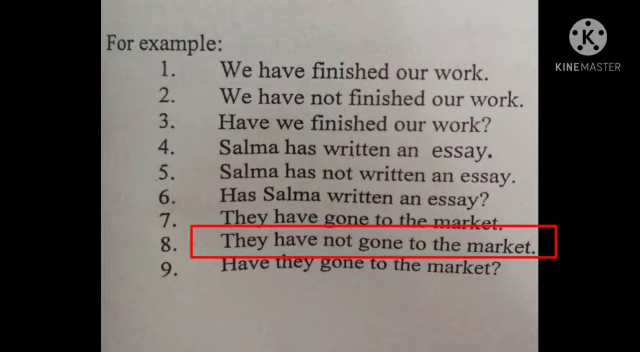 For example:
1. We have finished our work.
2. We have not finished our work.
3. Have we finished our work?
4. Salma has written an essay.
5. Salma has not written an essay.
6. Has Salma written an essay?
7. They have gone to the market.
8. They have not gone to the market.
9. Have they gone to the market?
K
KINEMASTER